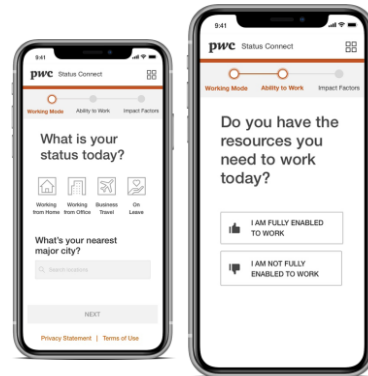 9:41
pwc Status Connect
Working Mode Ability to Work Impact Factors
What is your
status today?
Working
from Home
Working
from Office
Business
Travel
On
Leave
What's your nearest
major city?
Search locations
NEXT
Privacy Statement | Terms of Use
9:41
pwc Status Connect
Working Mode Ability to Work Impact Factors
Do you have the
resources you
need to work
today?
I AM FULLY ENABLED
TO WORK
I AM NOT FULLY
ENABLED TO WORK